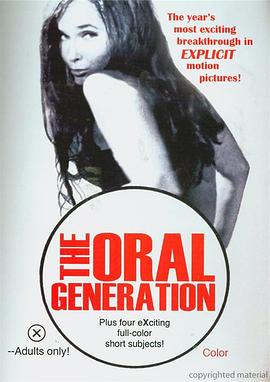 The year's
most exciting
breakthrough in
EXPLICIT
motion
pictures!
THE ORAL
GENERATION
Plus four eXciting
full-color
short subjects!
X
--Adults only!
Color
copyrighted material